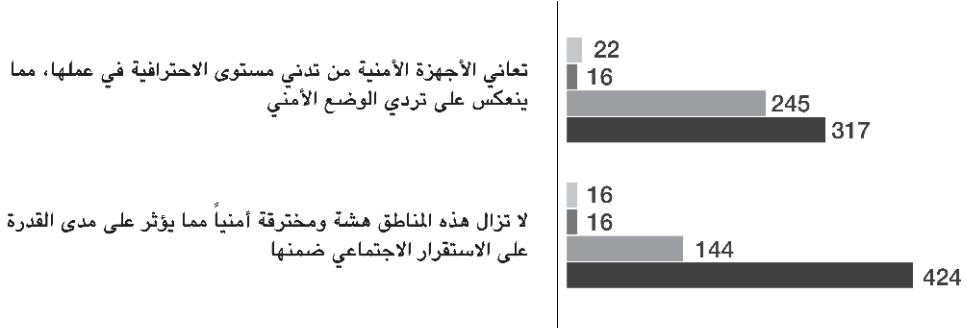 تعاني الأجهزة الأمنية من تدني مستوى الاحترافية في عملها، مما
ينعكس على تردي الوضع الأمني
22
16
245
317
لا تزال هذه المناطق هشة ومخترقة أمنياً مما يؤثر على مدى القدرة
على الاستقرار الاجتماعي ضمنها
16
16
144
424